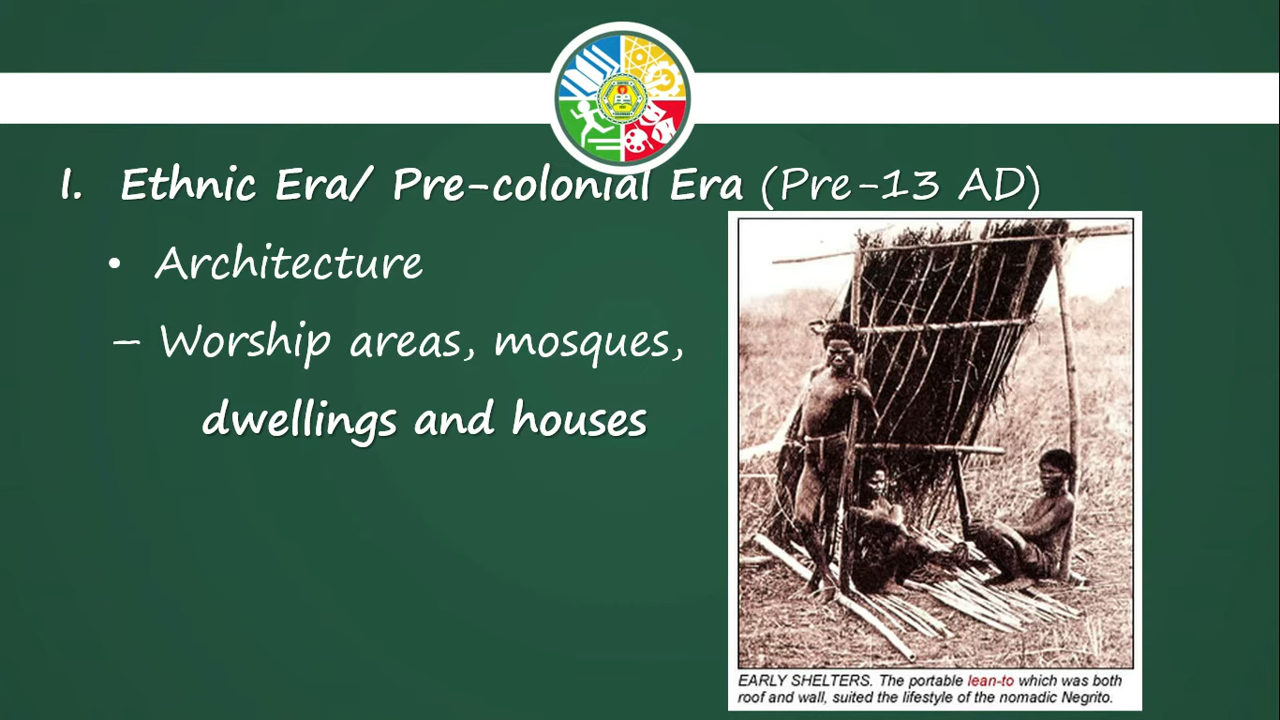 I. Ethnic Era/ Pre-colonial Era (Pre-13 AD)
• Architecture
– Worship areas, mosques,
dwellings and houses
EARLY SHELTERS. The portable lean-to which was both
roof and wall, suited the lifestyle of the nomadic Negrito.